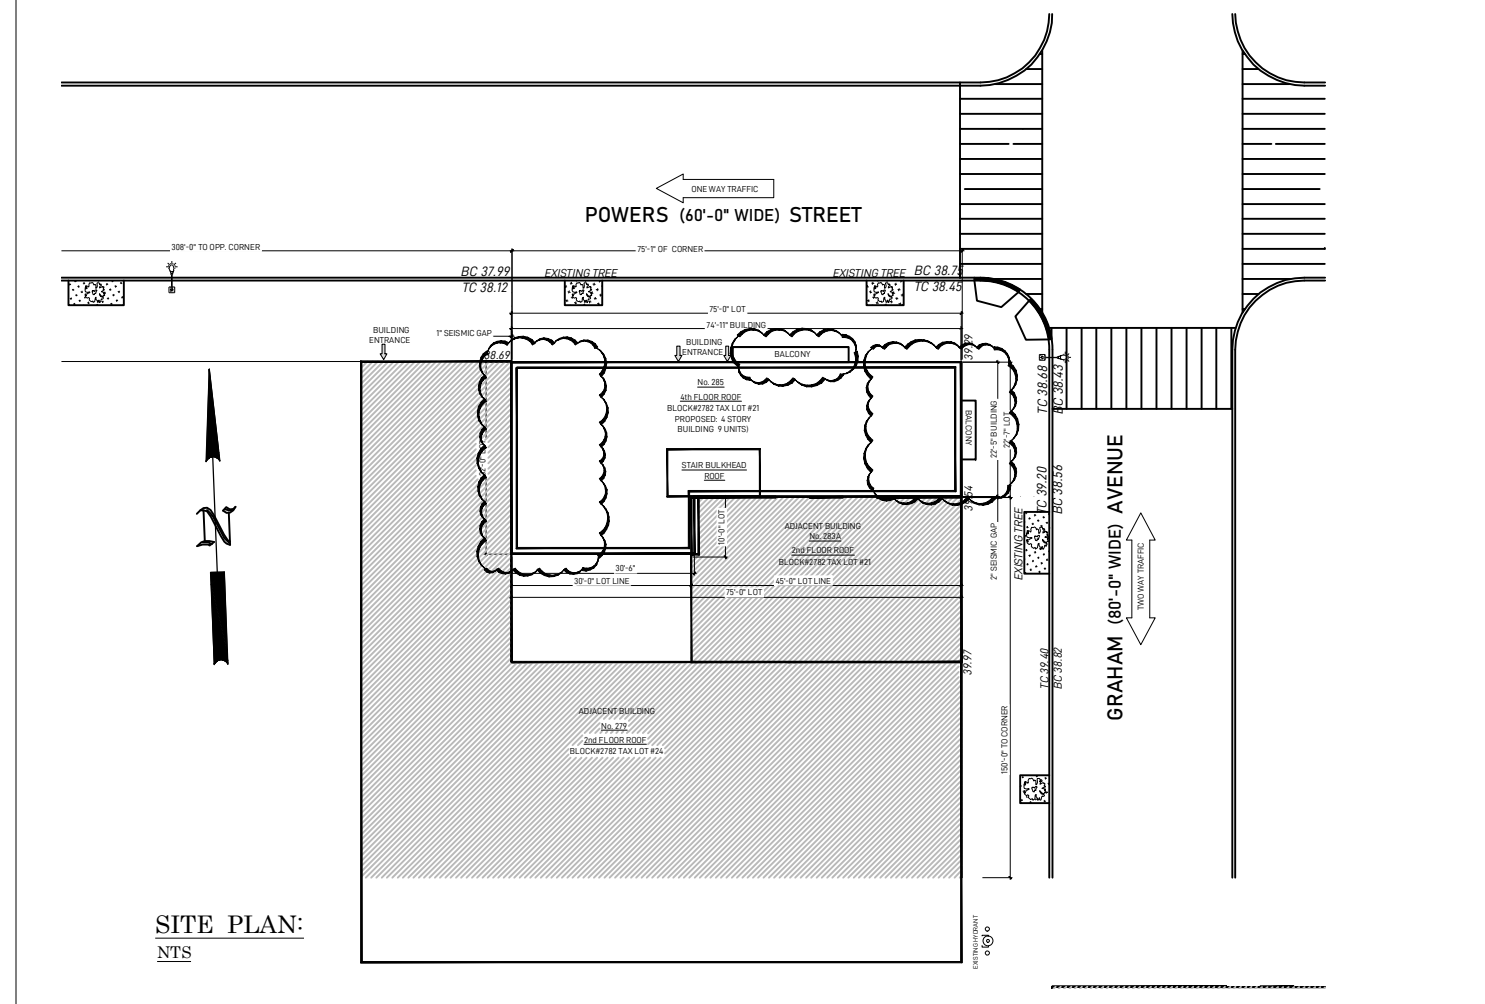 ONE WAY TRAFFIC
POWERS (60'-0" WIDE) STREET
308'-0" TO OPP. CORNER
75'-1" OF CORNER
BC 37.99
EXISTING TREE
EXISTING TREE
BC 38.75
TC 38.12
TC 38.45
75'-0" LOT
74'-11" BUILDING
BUILDING
ENTRANCE
1" SEISMIC GAP
BUILDING
ENTRANCE
BALCONY
38.69
39.29
No. 285
4th FLOOR ROOF
BLOCK#2782 TAX LOT #21
PROPOSED: 4 STORY
BUILDING 9 UNITS)
STAIR BULKHEAD
ROOF
BALCONY
22'-5" BUILDING
22'-7" LOT
TC 38.68
BC 38.43
TC 39.20
BC 38.56
10'-0" LOT
ADJACENT BUILDING
No. 283A
2nd FLOOR ROOF
BLOCK#2782 TAX LOT #21
2" SEISMIC GAP
EXISTING TREE
GRAHAM (80'-0" WIDE) AVENUE
TWO WAY TRAFFIC
30'-6"
30'-0" LOT LINE
45'-0" LOT LINE
75'-0" LOT
39.97
TC 39.40
BC 38.82
N
ADJACENT BUILDING
No. 279
2nd FLOOR ROOF
BLOCK#2782 TAX LOT #24
150'-0" TO CORNER
EXISTING HYDRANT
SITE PLAN:
NTS